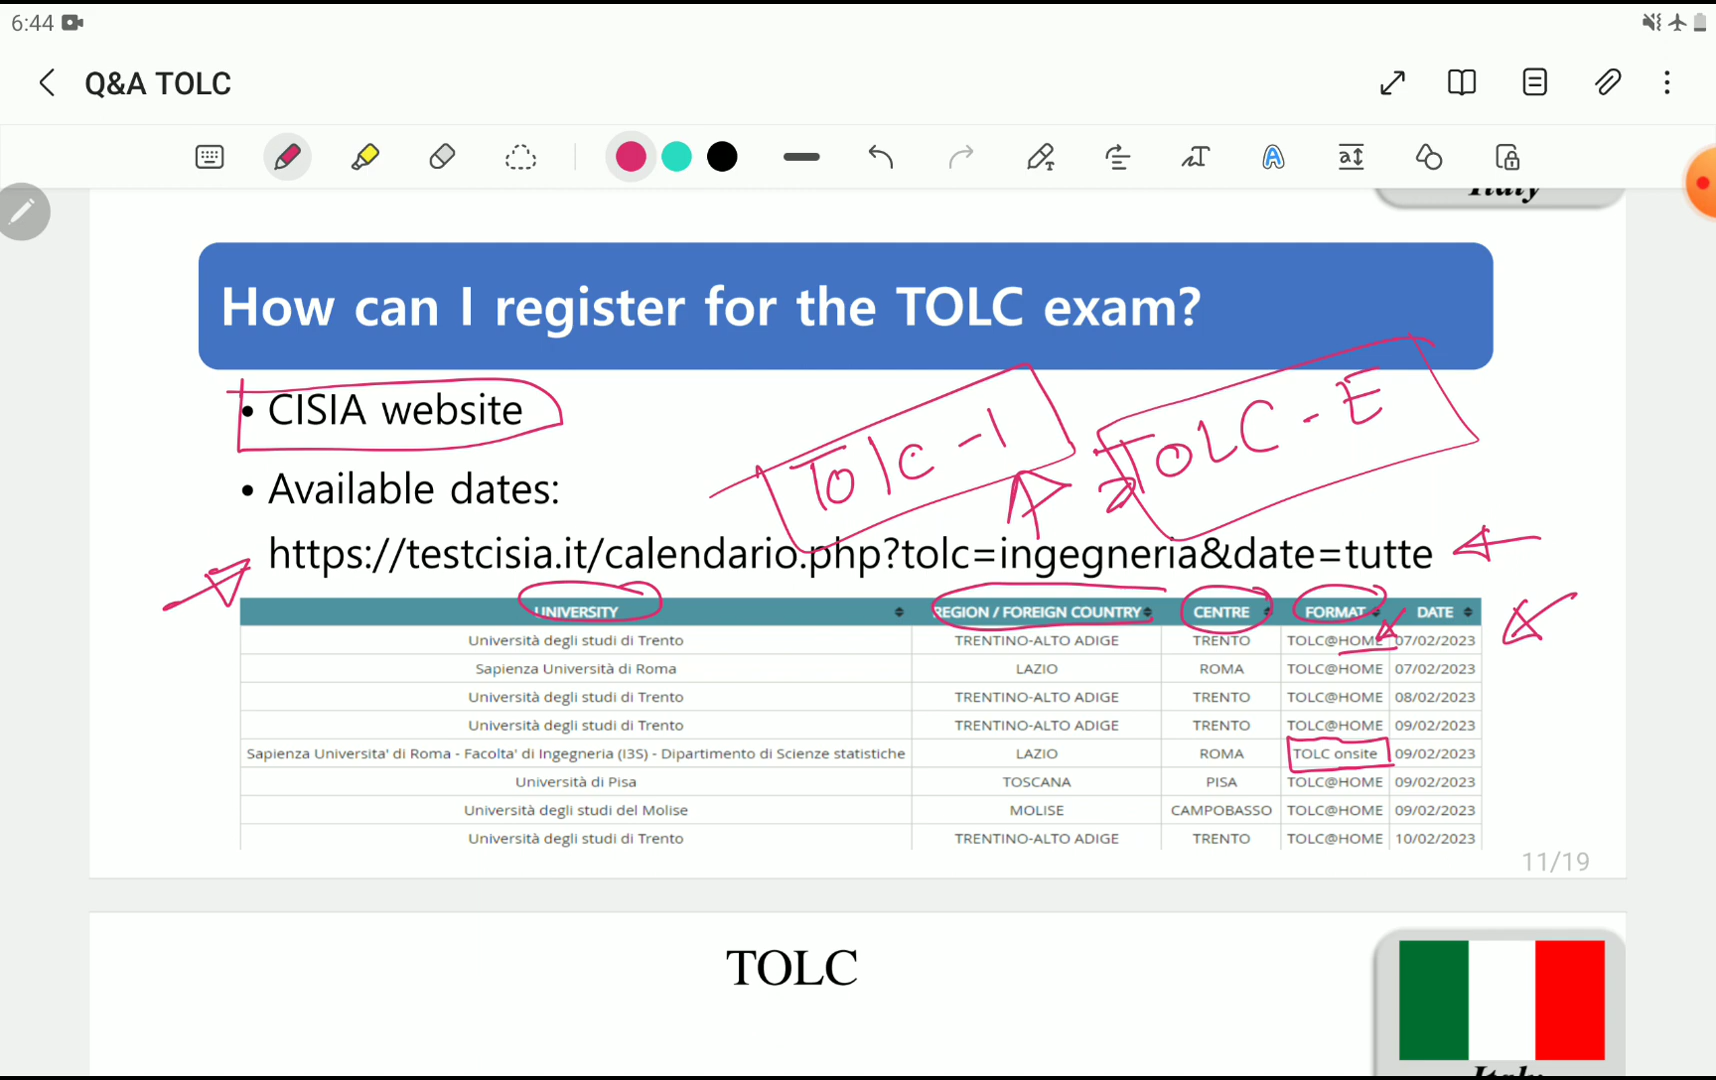 6:44
Q&A TOLC
Italy
How can I register for the TOLC exam?
• CISIA website
TOlC - I
TOLC - E
• Available dates:
https://testcisia.it/calendario.php?tolc=ingegneria&date=tutte
UNIVERSITY REGION / FOREIGN COUNTRY CENTRE FORMAT DATE
Università degli studi di Trento TRENTINO-ALTO ADIGE TRENTO TOLC@HOME 07/02/2023
Sapienza Università di Roma LAZIO ROMA TOLC@HOME 07/02/2023
Università degli studi di Trento TRENTINO-ALTO ADIGE TRENTO TOLC@HOME 08/02/2023
Università degli studi di Trento TRENTINO-ALTO ADIGE TRENTO TOLC@HOME 09/02/2023
Sapienza Universita' di Roma - Facolta' di Ingegneria (I3S) - Dipartimento di Scienze statistiche LAZIO ROMA TOLC onsite 09/02/2023
Università di Pisa TOSCANA PISA TOLC@HOME 09/02/2023
Università degli studi del Molise MOLISE CAMPOBASSO TOLC@HOME 09/02/2023
Università degli studi di Trento TRENTINO-ALTO ADIGE TRENTO TOLC@HOME 10/02/2023
11/19
TOLC
Italy